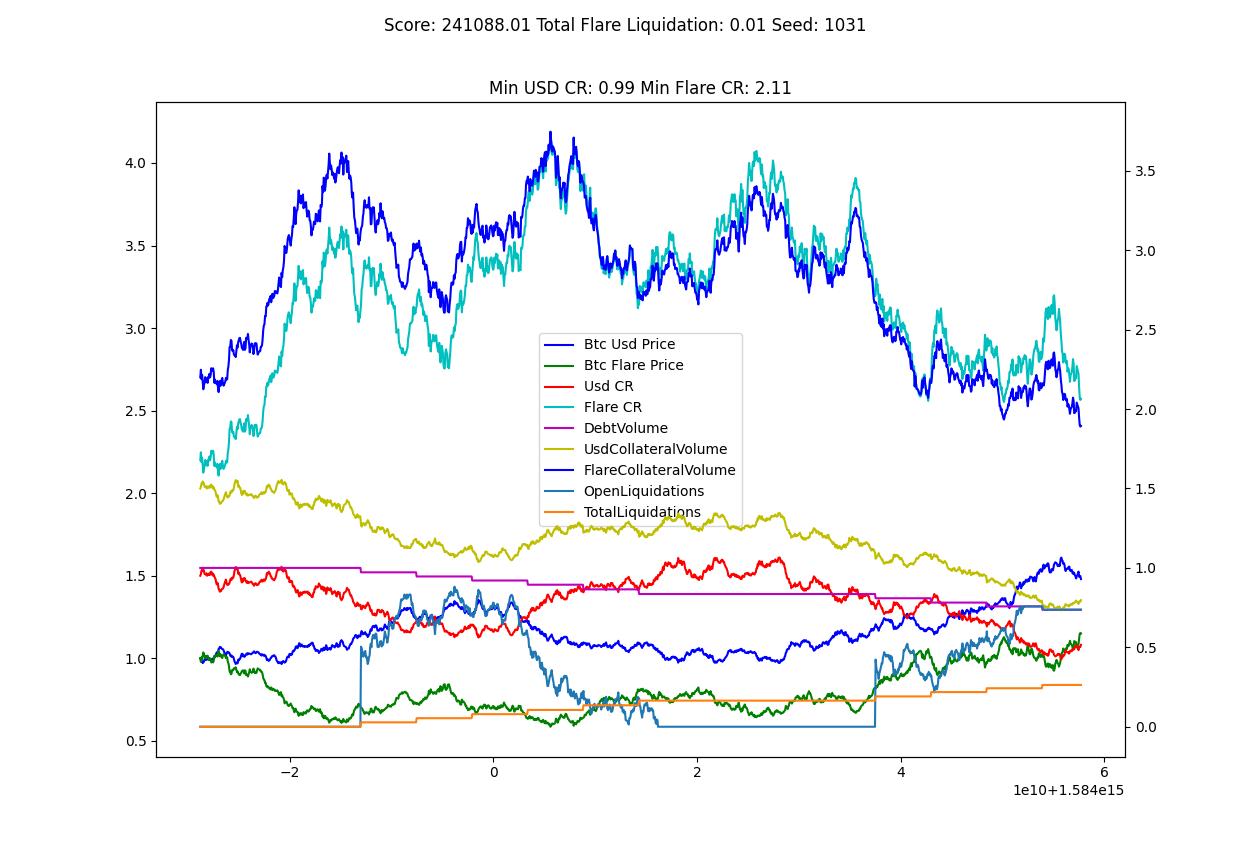 Score: 241088.01 Total Flare Liquidation: 0.01 Seed: 1031
Min USD CR: 0.99 Min Flare CR: 2.11
4.0
3.5
3.0
2.5
2.0
1.5
1.0
0.5
3.5
3.0
2.5
2.0
1.5
1.0
0.5
0.0
Btc Usd Price
Btc Flare Price
Usd CR
Flare CR
DebtVolume
UsdCollateralVolume
FlareCollateralVolume
OpenLiquidations
TotalLiquidations
−2 0 2 4 6
1e10+1.584e15